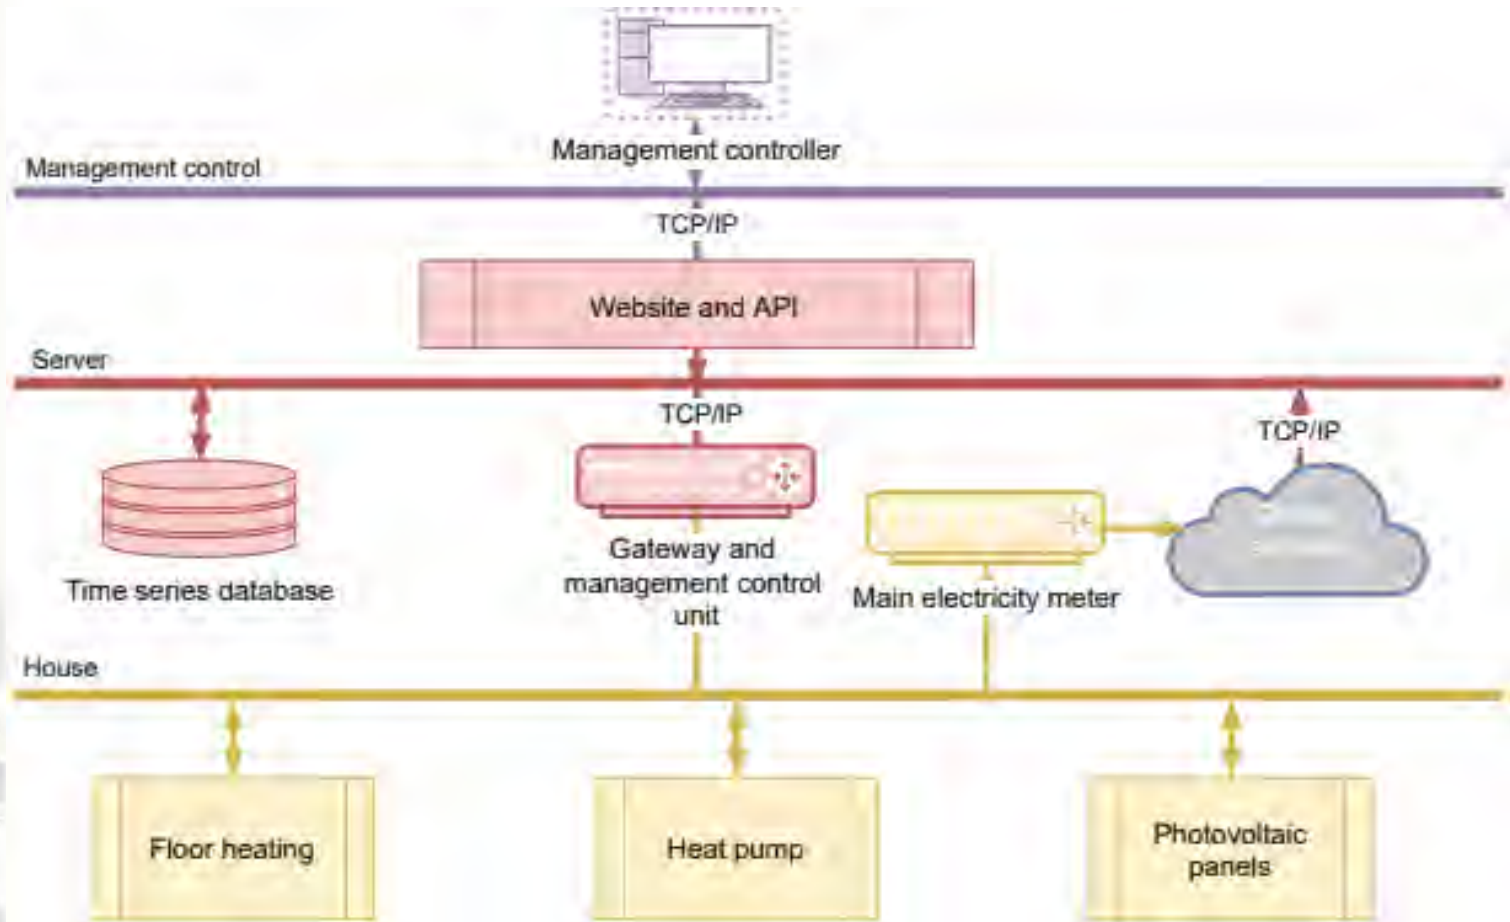 Management controller
Management control
TCP/IP
Website and API
Server
TCP/IP
TCP/IP
Gateway and
management control
unit
Main electricity meter
Time series database
House
Floor heating
Heat pump
Photovoltaic
panels